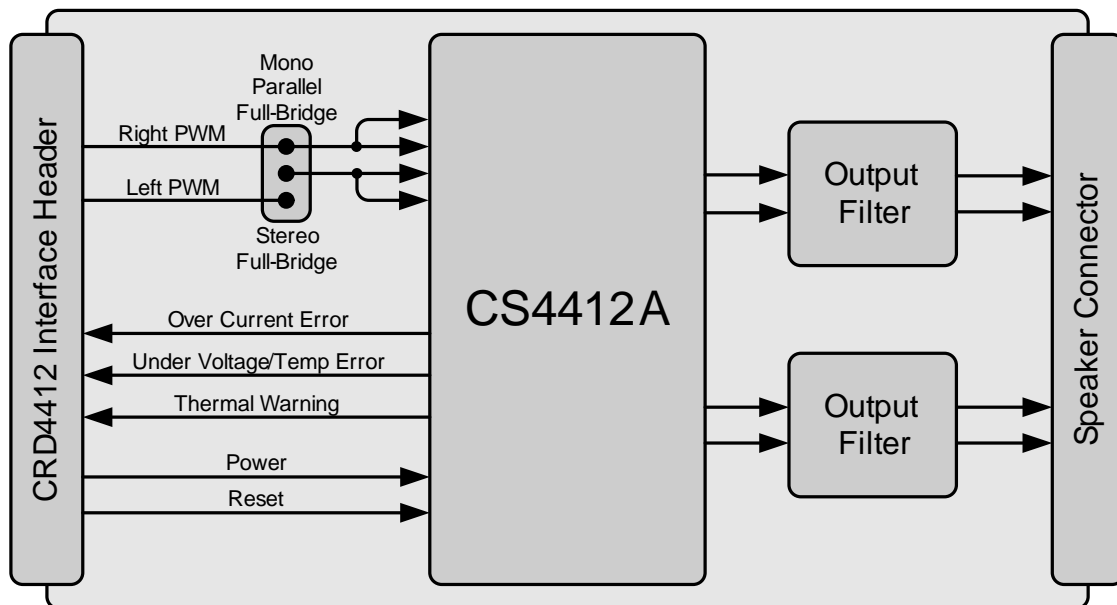 CRD4412 Interface Header
Mono
Parallel
Full-Bridge
Right PWM
Left PWM
Stereo
Full-Bridge
Over Current Error
Under Voltage/Temp Error
Thermal Warning
Power
Reset
CS4412A
Output
Filter
Output
Filter
Speaker Connector